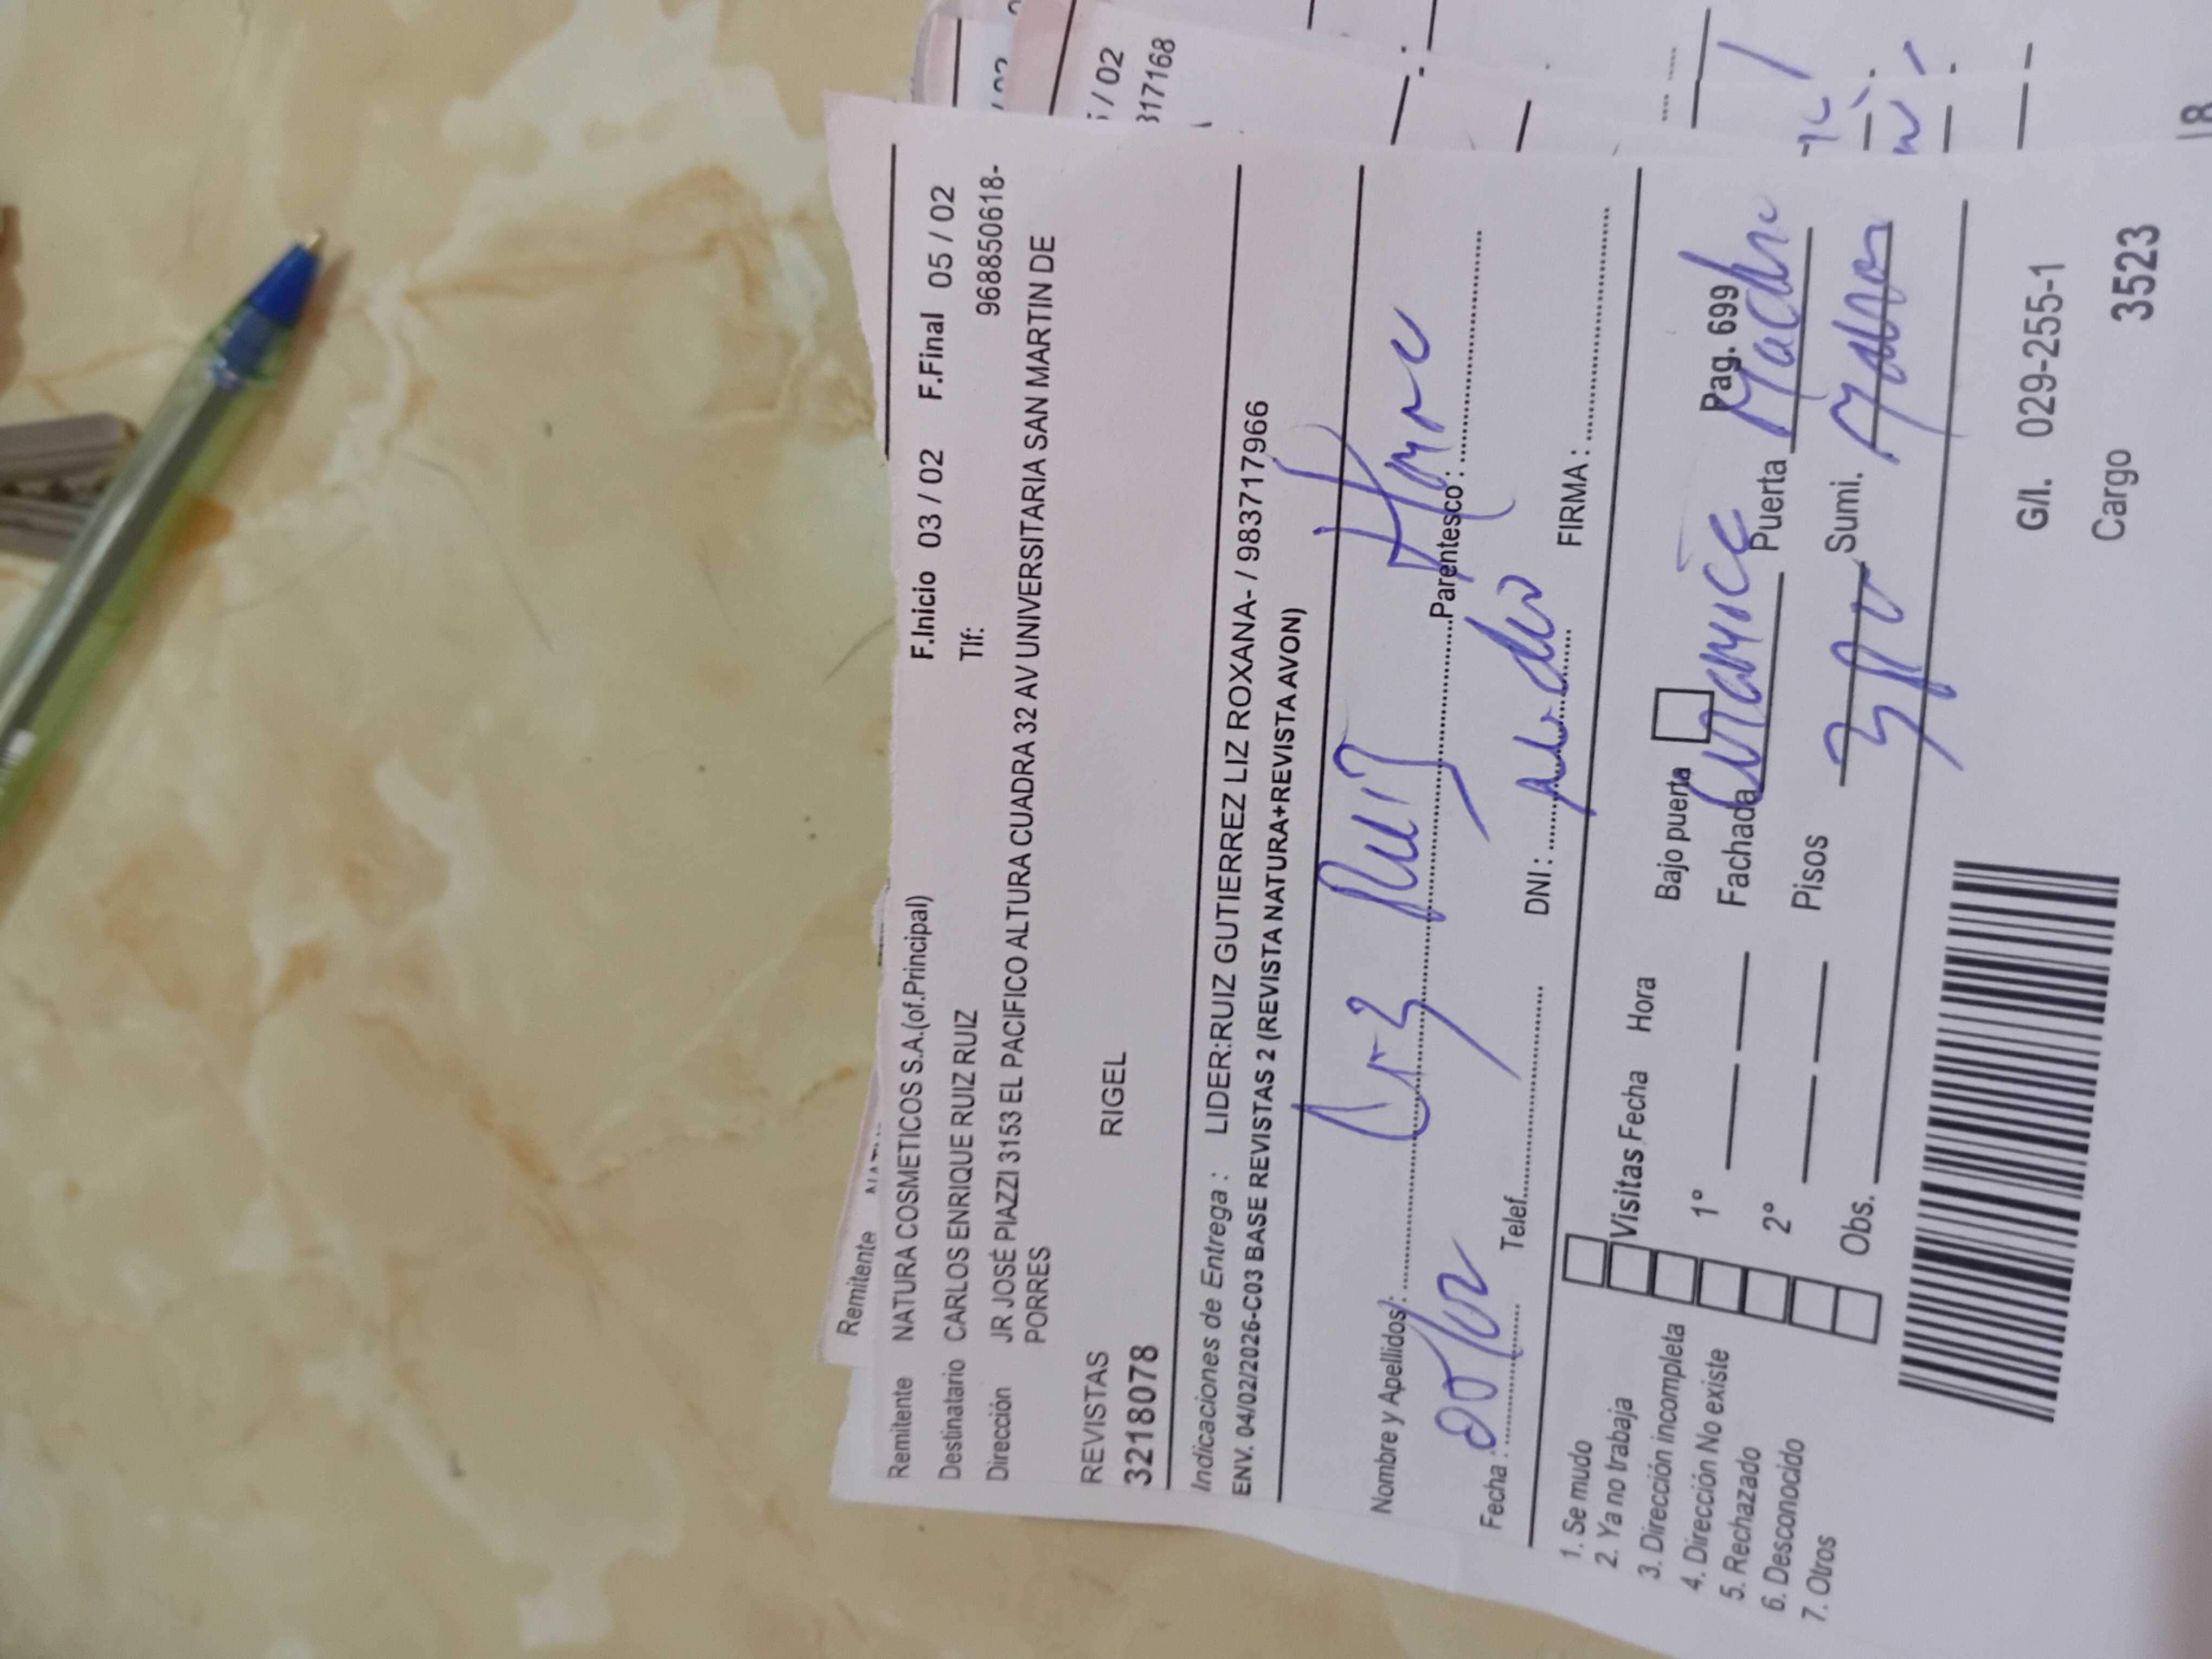 Remitente
/ 02
317168
F.Inicio 03 / 02 F.Final 05 / 02
Remitente NATURA COSMETICOS S.A.(of.Principal) Tlf:
Destinatario CARLOS ENRIQUE RUIZ RUIZ 9688850618-
Dirección JR JOSÉ PIAZZI 3153 EL PACIFICO ALTURA CUADRA 32 AV UNIVERSITARIA SAN MARTIN DE
PORRES
REVISTAS RIGEL
3218078
Indicaciones de Entrega : LIDER:RUIZ GUTIERREZ LIZ ROXANA- / 983717966
ENV. 04/02/2026-C03 BASE REVISTAS 2 (REVISTA NATURA+REVISTA AVON)
Nombre y Apellidos : Ruiz Parentesco :
Fecha : Telef. DNI : FIRMA :
1. Se mudo
2. Ya no trabaja
3. Dirección incompleta
4. Dirección No existe
5. Rechazado
6. Desconocido
7. Otros
Visitas Fecha Hora
1°
2°
Obs.
Bajo puerta Pag. 699
Fachada Puerta
Pisos Sumi.
G/I. 029-255-1
Cargo 3523